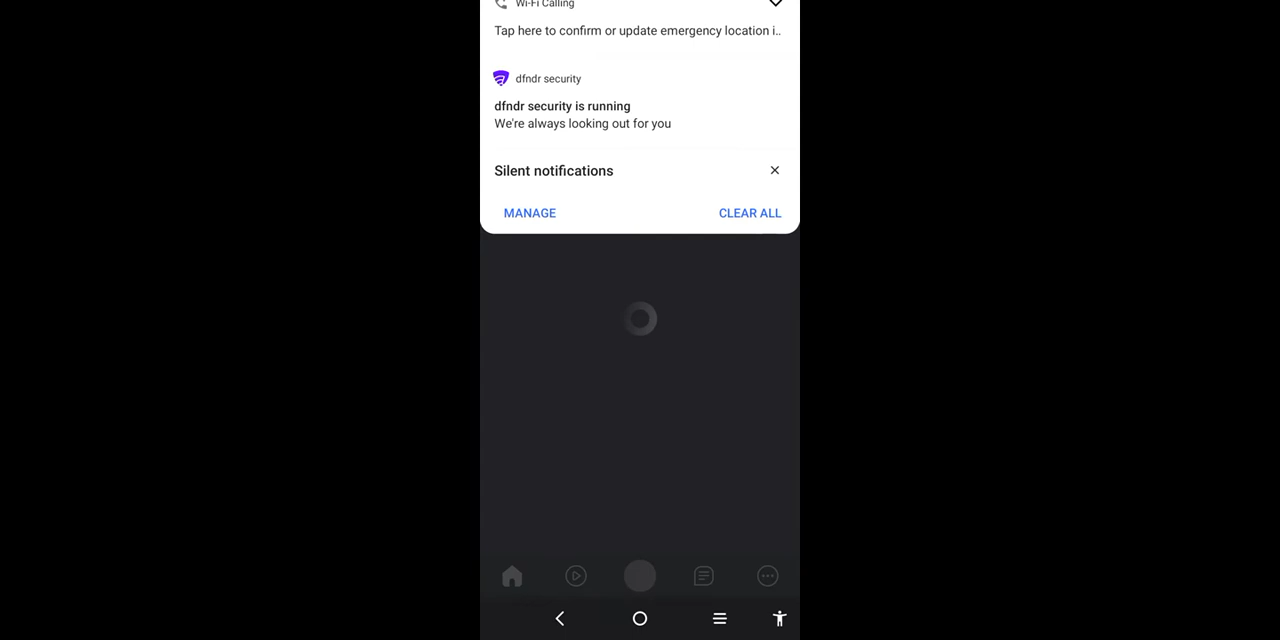 Wi-Fi Calling
Tap here to confirm or update emergency location i..
dfndr security
dfndr security is running
We're always looking out for you
Silent notifications
MANAGE
CLEAR ALL